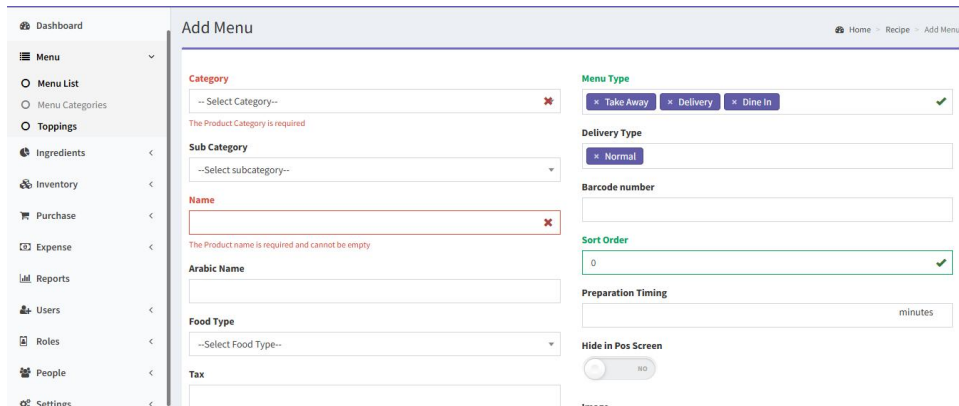 Dashboard
Menu
Menu List
Menu Categories
Toppings
Ingredients
Inventory
Purchase
Expense
Reports
Users
Roles
People
Settings
Add Menu
Home > Recipe > Add Menu
Category
-- Select Category--
The Product Category is required
Sub Category
--Select subcategory--
Name
The Product name is required and cannot be empty
Arabic Name
Food Type
--Select Food Type--
Tax
Menu Type
× Take Away × Delivery × Dine In
Delivery Type
× Normal
Barcode number
Sort Order
0
Preparation Timing
minutes
Hide in Pos Screen
NO
Image